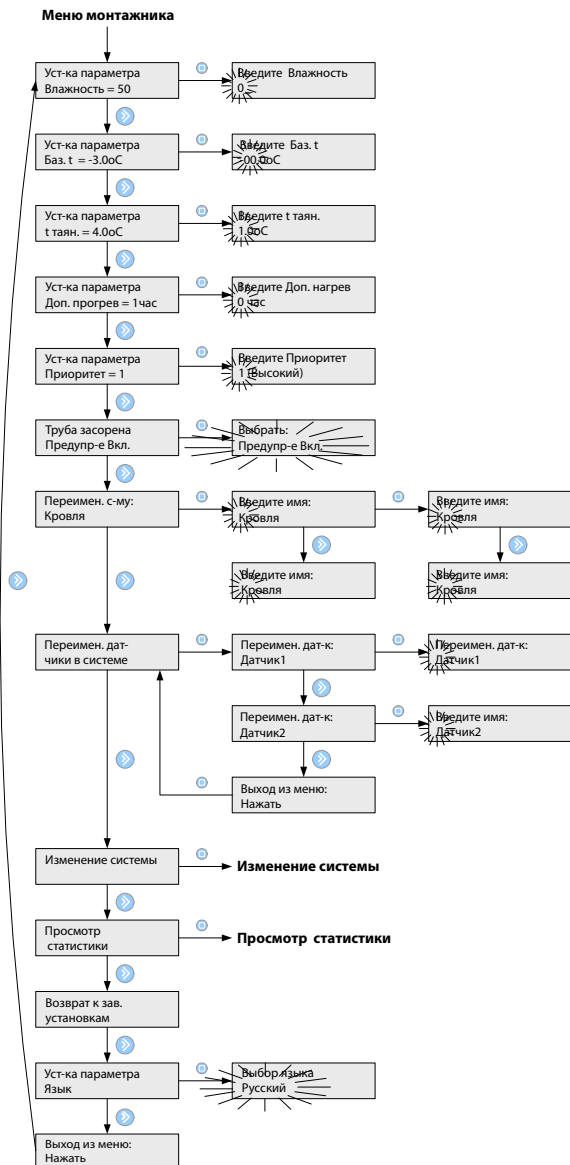 Меню монтажника
Уст-ка параметра
Влажность = 50
Введите Влажность
0
Уст-ка параметра
Баз. t = -3.0oC
Введите Баз. t
-00.0oC
Уст-ка параметра
t таян. = 4.0oC
Введите t таян.
1.0oC
Уст-ка параметра
Доп. прогрев = 1час
Введите Доп. нагрев
0 час
Уст-ка параметра
Приоритет = 1
Введите Приоритет
1 (Высокий)
Труба засорена
Предупр-е Вкл.
Выбрать:
Предупр-е Вкл.
Переимен. с-му:
Кровля
Введите имя:
Кровля
Введите имя:
Кровля
Введите имя:
Кровля
Введите имя:
Кровля
Переимен. дат-
чики в системе
Переимен. дат-к:
Датчик1
Переимен. дат-к:
Датчик1
Переимен. дат-к:
Датчик2
Введите имя:
Датчик2
Выход из меню:
Нажать
Изменение системы
Изменение системы
Просмотр
статистики
Просмотр статистики
Возврат к зав.
установкам
Уст-ка параметра
Язык
Выбор языка
Русский
Выход из меню:
Нажать